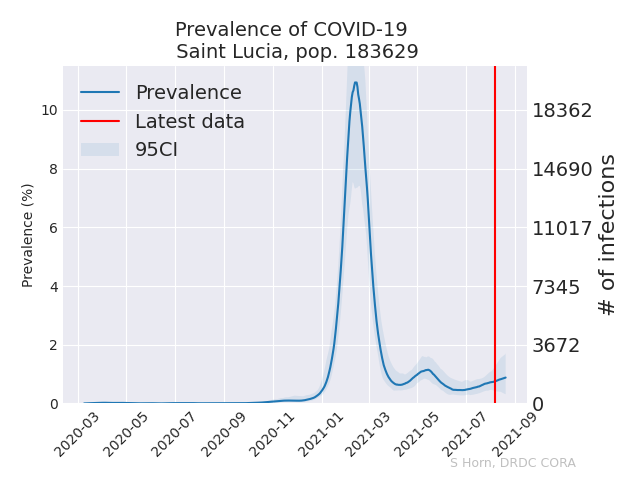 Prevalence of COVID-19
Saint Lucia, pop. 183629
Prevalence
Latest data
95CI
Prevalence (%)
10
8
6
4
2
0
18362
14690
11017
7345
3672
0
# of infections
2020-03
2020-05
2020-07
2020-09
2020-11
2021-01
2021-03
2021-05
2021-07
2021-09
S Horn, DRDC CORA